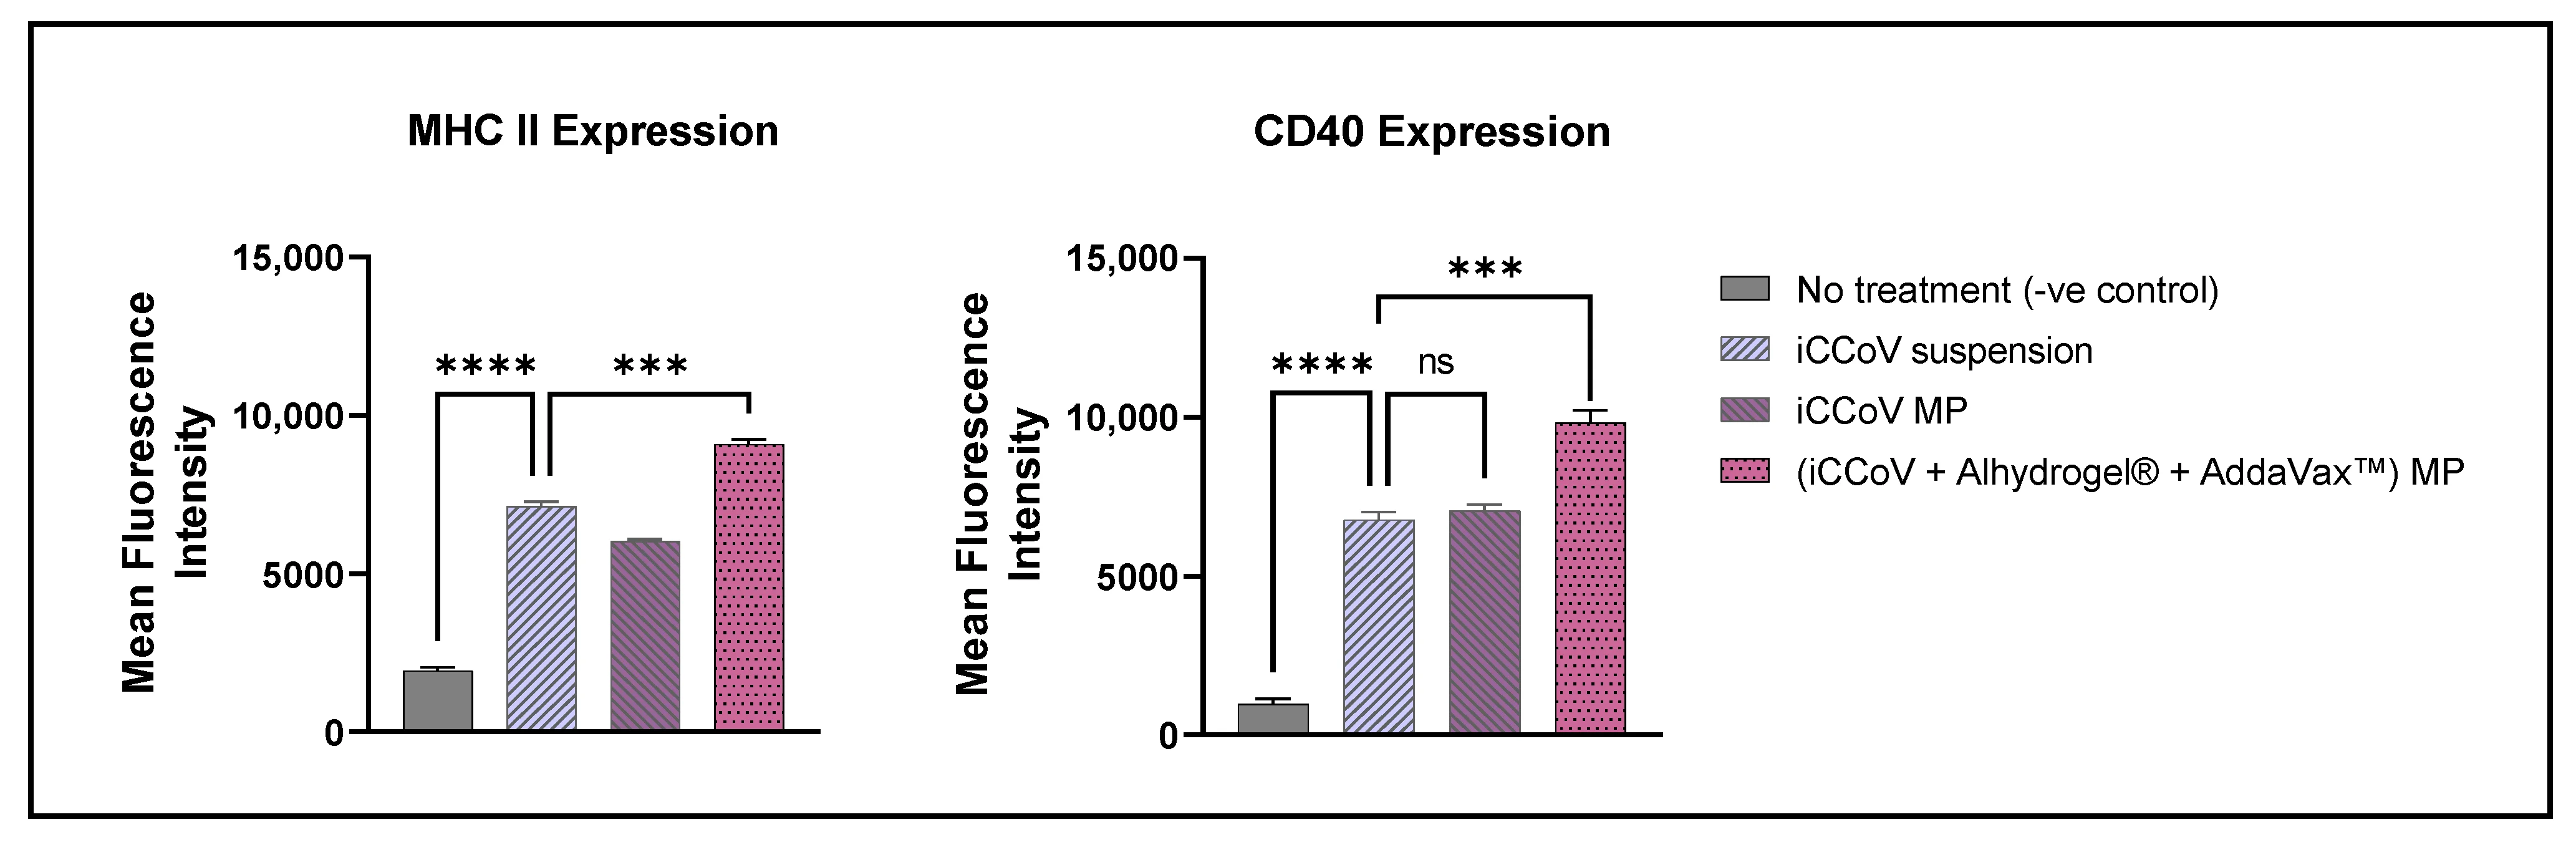 MHC II Expression
Mean Fluorescence
Intensity
15,000
10,000
5000
0
****
***
CD40 Expression
Mean Fluorescence
Intensity
15,000
10,000
5000
0
***
****
ns
No treatment (-ve control)
iCCoV suspension
iCCoV MP
(iCCoV + Alhydrogel® + AddaVax™) MP